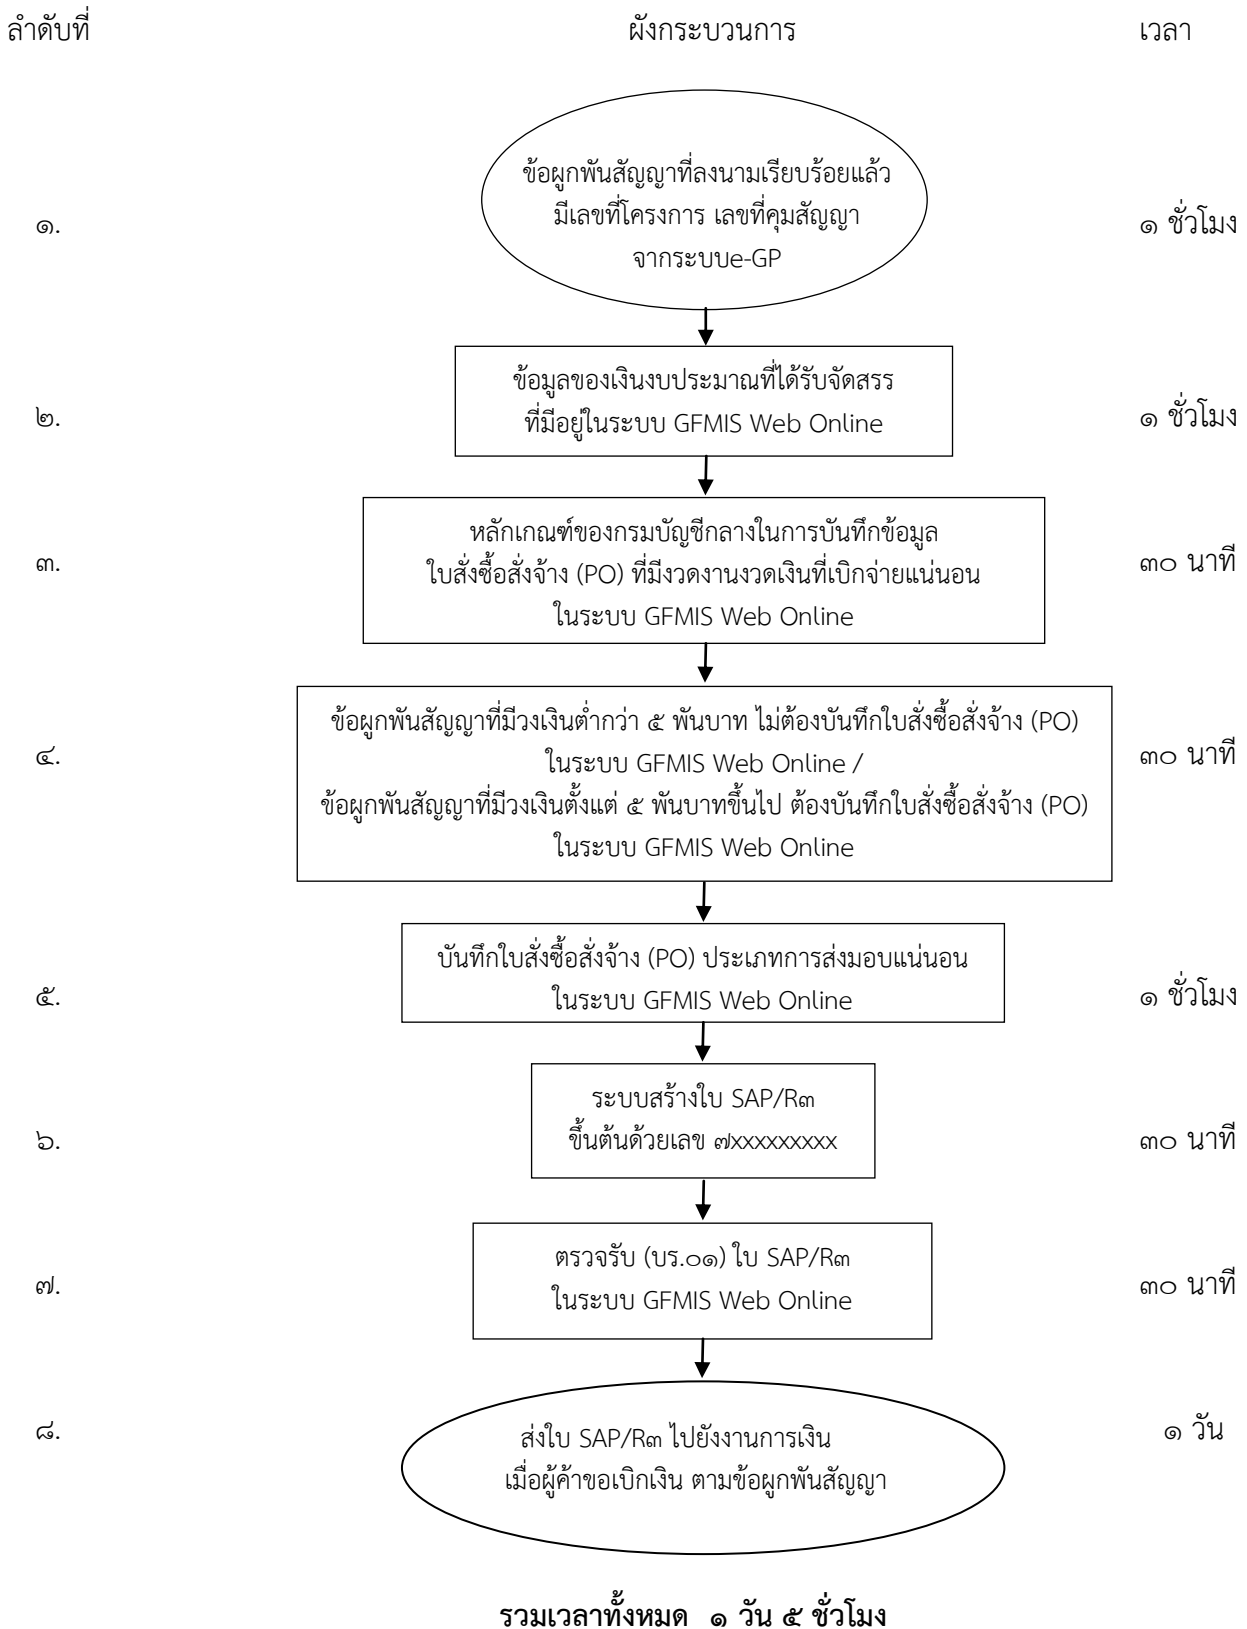 ลำดับที่ ผังกระบวนการ เวลา
ข้อผูกพันสัญญาที่ลงนามเรียบร้อยแล้ว
มีเลขที่โครงการ เลขที่คุมสัญญา
๑. ๑ ชั่วโมง
จากระบบe-GP
ข้อมูลของเงินงบประมาณที่ได้รับจัดสรร
๒. ที่มีอยู่ในระบบ GFMIS Web Online ๑ ชั่วโมง
หลักเกณฑ์ของกรมบัญชีกลางในการบันทึกข้อมูล
๓. ใบสั่งซื้อสั่งจ้าง (PO) ที่มีงวดงานงวดเงินที่เบิกจ่ายแน่นอน ๓๐ นาที
ในระบบ GFMIS Web Online
ข้อผูกพันสัญญาที่มีวงเงินต่ำกว่า ๕ พันบาท ไม่ต้องบันทึกใบสั่งซื้อสั่งจ้าง (PO)
๔. ในระบบ GFMIS Web Online / ๓๐ นาที
ข้อผูกพันสัญญาที่มีวงเงินตั้งแต่ ๕ พันบาทขึ้นไป ต้องบันทึกใบสั่งซื้อสั่งจ้าง (PO)
ในระบบ GFMIS Web Online
บันทึกใบสั่งซื้อสั่งจ้าง (PO) ประเภทการส่งมอบแน่นอน
๕. ในระบบ GFMIS Web Online ๑ ชั่วโมง
ระบบสร้างใบ SAP/R๓
๖. ขึ้นต้นด้วยเลข ๗xxxxxxxxx ๓๐ นาที
ตรวจรับ (บร.๐๑) ใบ SAP/R๓
๗. ในระบบ GFMIS Web Online ๓๐ นาที
๘. ส่งใบ SAP/R๓ ไปยังงานการเงิน ๑ วัน
เมื่อผู้ค้าขอเบิกเงิน ตามข้อผูกพันสัญญา
รวมเวลาทั้งหมด ๑ วัน ๕ ชั่วโมง